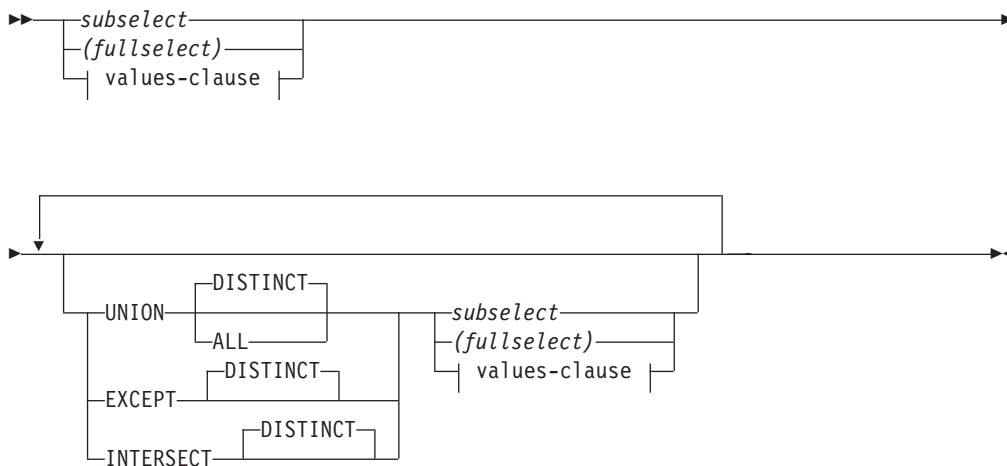 subselect
(fullselect)
values-clause
DISTINCT
UNION
ALL
subselect
(fullselect)
values-clause
DISTINCT
EXCEPT
DISTINCT
INTERSECT